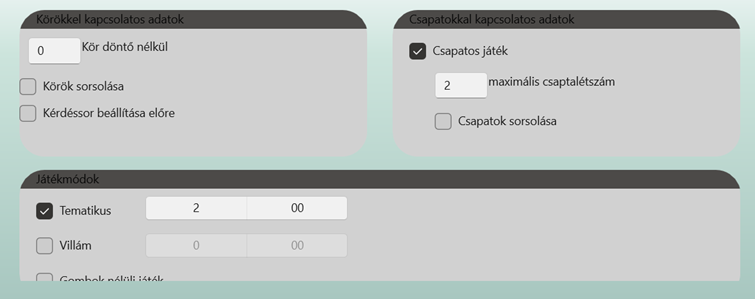 Körökkel kapcsolatos adatok
0 Kör döntő nélkül
Körök sorsolása
Kérdéssor beállítása előre
Csapatokkal kapcsolatos adatok
Csapatos játék
2 maximális csaptalétszám
Csapatok sorsolása
Játékmódok
Tematikus 2 00
Villám 0 00
Gombok nélüli játék